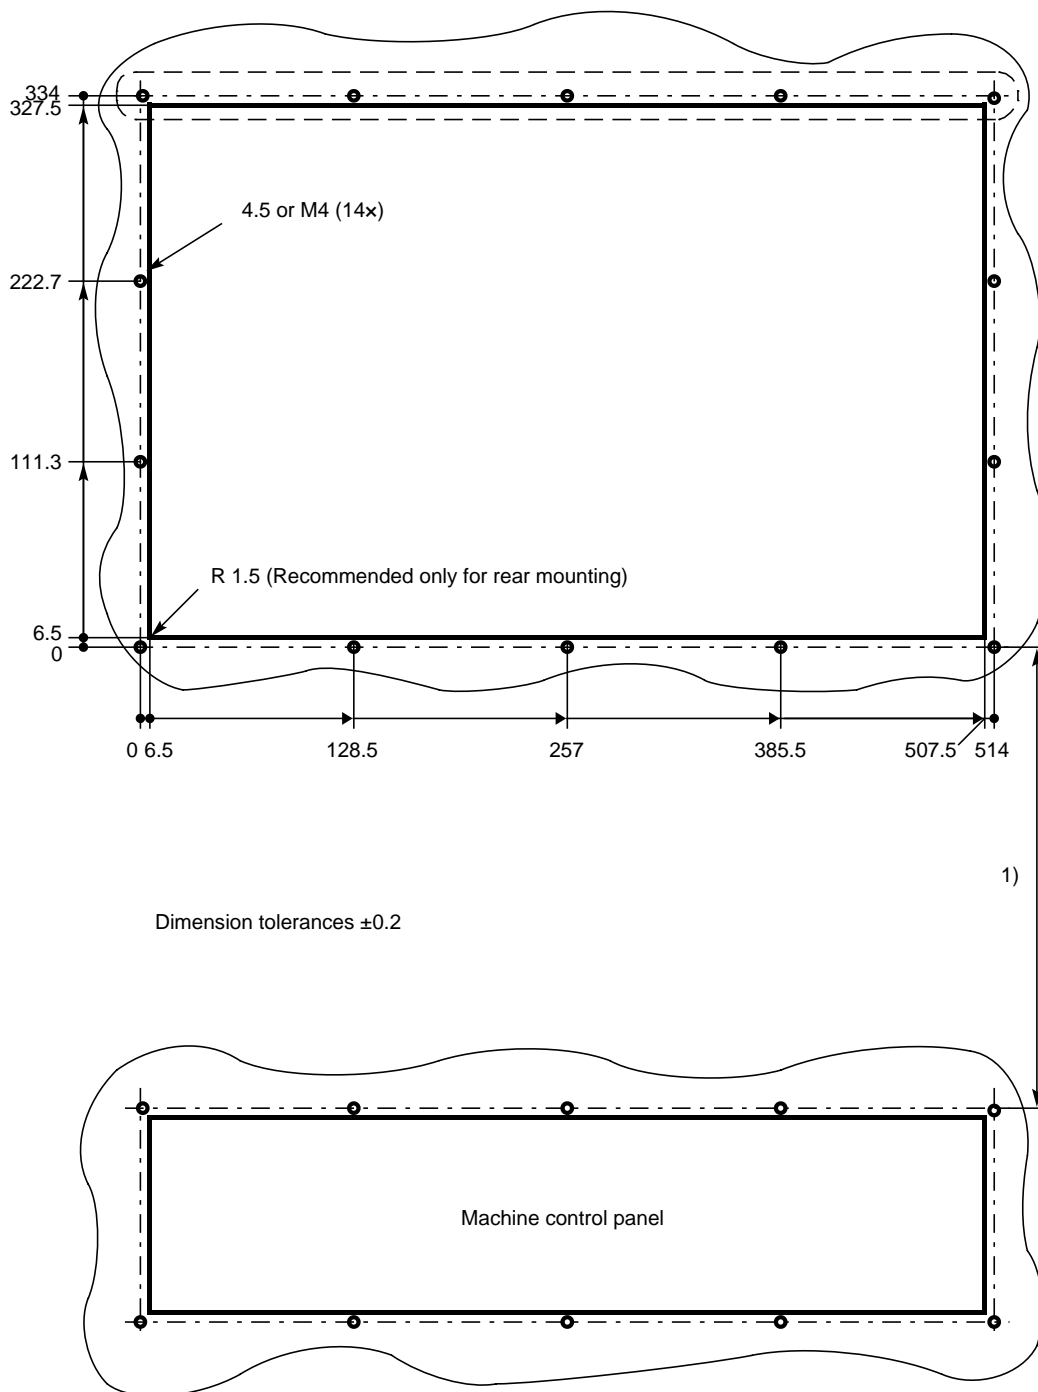 334
327.5
4.5 or M4 (14×)
222.7
111.3
R 1.5 (Recommended only for rear mounting)
6.5
0
0 6.5 128.5 257 385.5 507.5 514
1)
Dimension tolerances ±0.2
Machine control panel